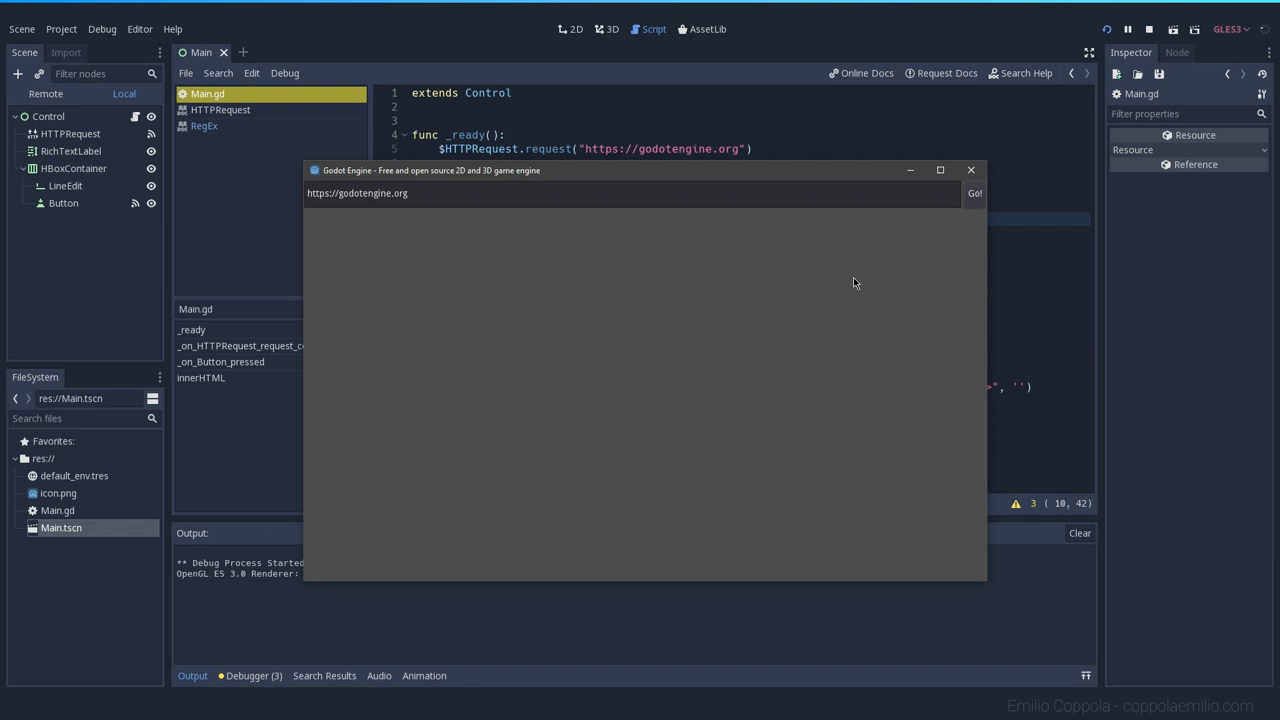 Scene Project Debug Editor Help
2D 3D Script AssetLib
GLES3
Scene Import
Filter nodes
Remote Local
Control
HTTPRequest
RichTextLabel
HBoxContainer
LineEdit
Button
FileSystem
res://Main.tscn
Search files
Favorites:
res://
default_env.tres
icon.png
Main.gd
Main.tscn
Main
File Search Edit Debug
Online Docs Request Docs Search Help
Main.gd
HTTPRequest
RegEx
Main.gd
_ready
_on_HTTPRequest_request_c
_on_Button_pressed
innerHTML
1 extends Control
2
3
4 func _ready():
5 $HTTPRequest.request("https://godotengine.org")
Godot Engine - Free and open source 2D and 3D game engine
https://godotengine.org Go!
>", '')
3 ( 10, 42)
Output: Clear
** Debug Process Started
OpenGL ES 3.0 Renderer:
Output Debugger (3) Search Results Audio Animation
Inspector Node
Main.gd
Filter properties
Resource
Resource
Reference
Emilio Coppola - coppolaemilio.com